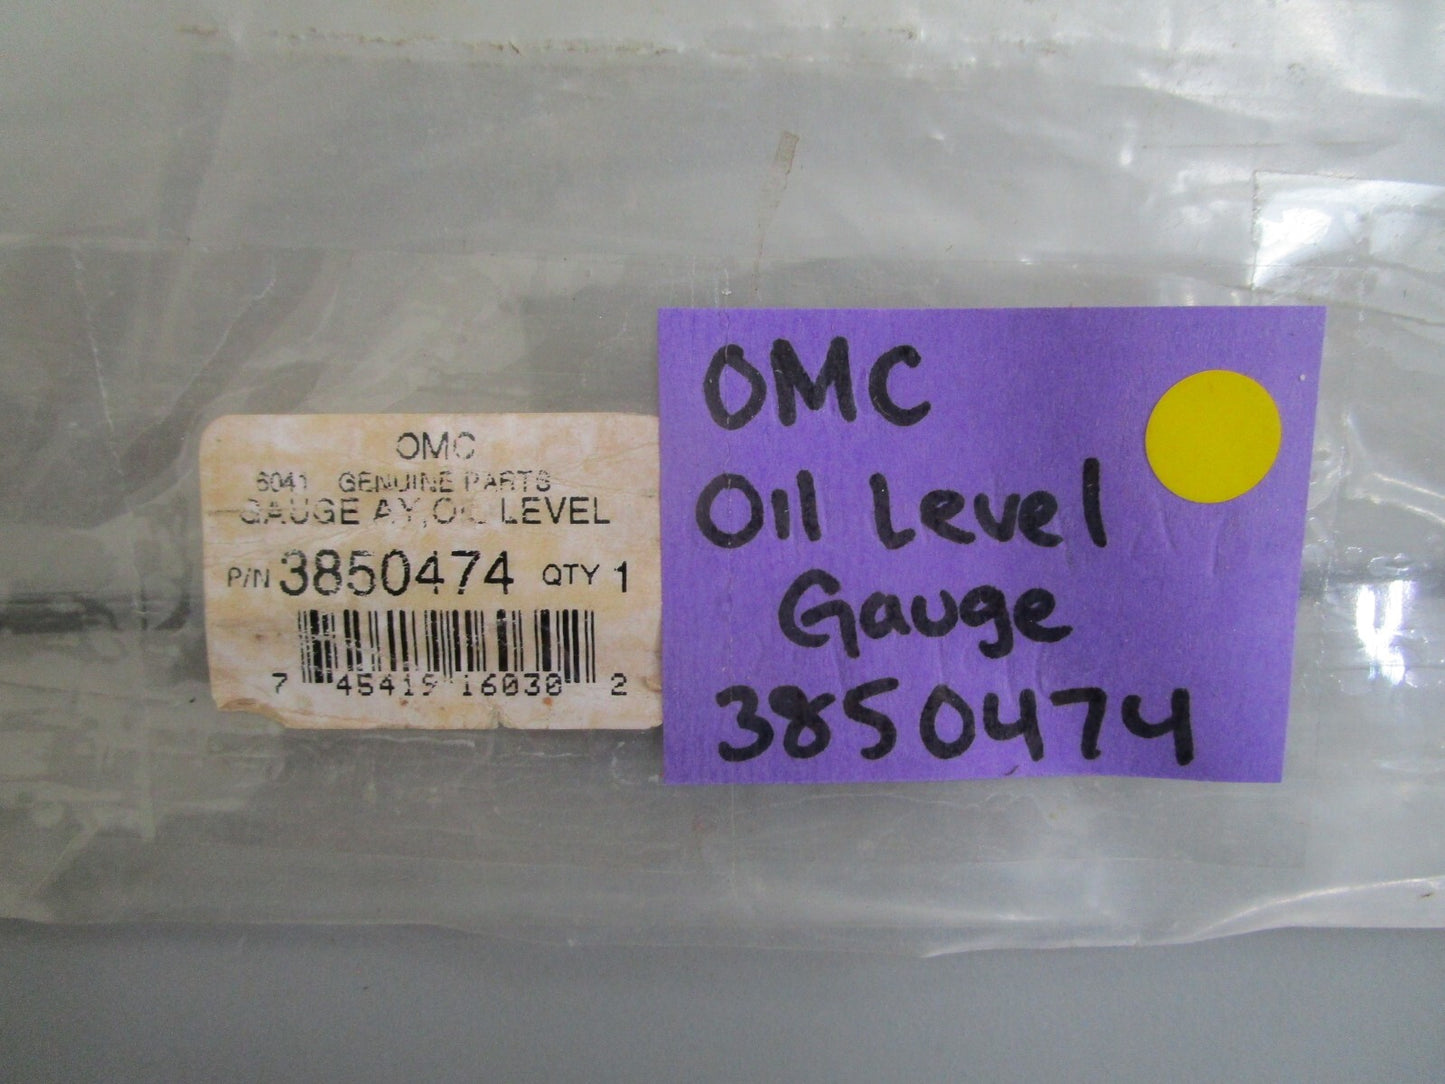 OMC
6041 GENUINE PARTS
GAUGE AY, OIL LEVEL
P/N 3850474 QTY 1
7 45419 16038 2
OMC
Oil Level
Gauge
3850474